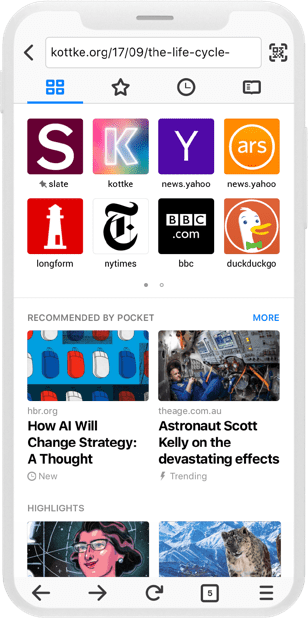 kottke.org/17/09/the-life-cycle-
S
K
Y
ars
slate
kottke
news.yahoo
news.yahoo
T
BBC
.com
longform
nytimes
bbc
duckduckgo
RECOMMENDED BY POCKET
MORE
hbr.org
How AI Will
Change Strategy:
A Thought
New
theage.com.au
Astronaut Scott
Kelly on the
devastating effects
Trending
HIGHLIGHTS
5